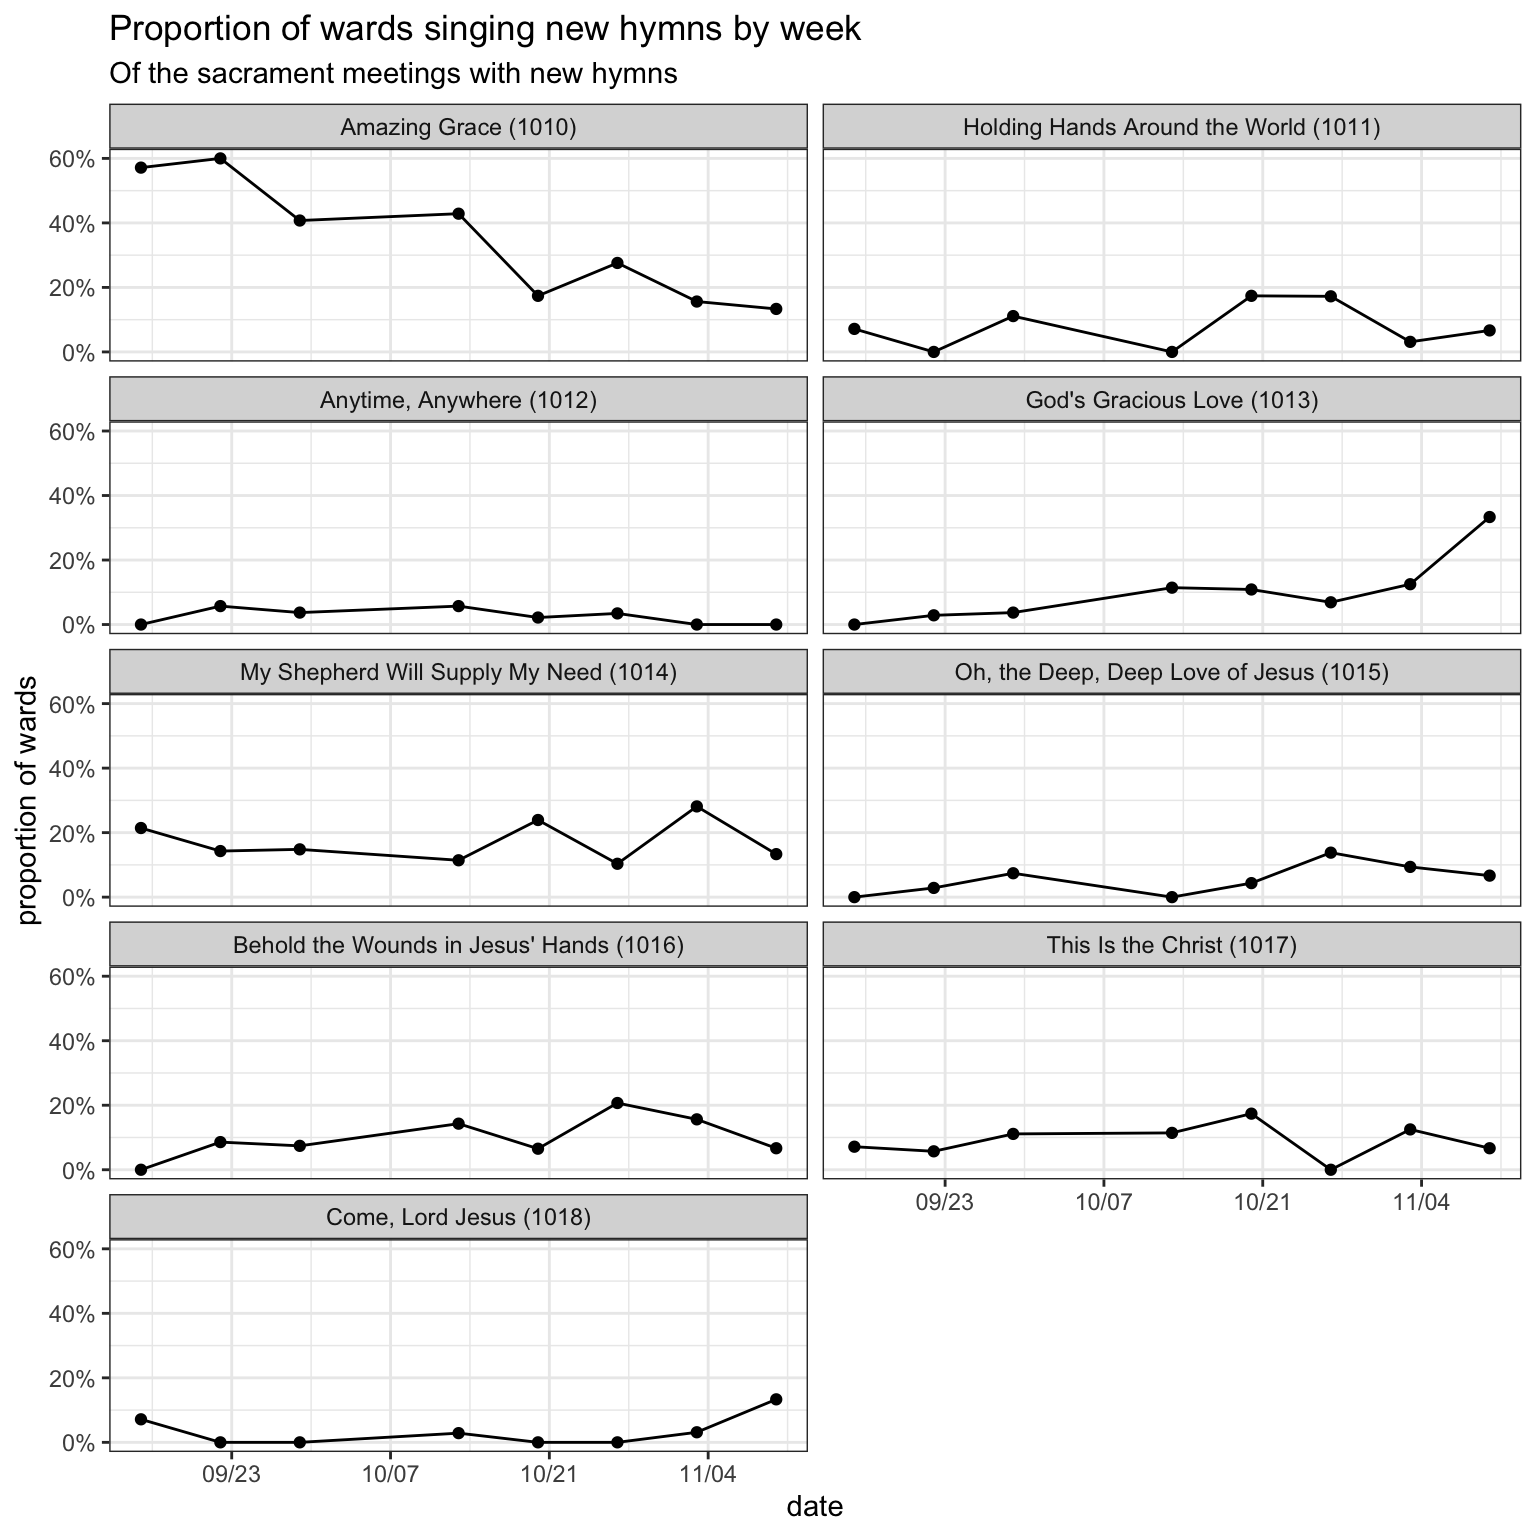 Proportion of wards singing new hymns by week
Of the sacrament meetings with new hymns
Amazing Grace (1010)
Holding Hands Around the World (1011)
60%
40%
20%
0%
Anytime, Anywhere (1012)
God's Gracious Love (1013)
60%
40%
20%
0%
My Shepherd Will Supply My Need (1014)
Oh, the Deep, Deep Love of Jesus (1015)
60%
40%
20%
0%
proportion of wards
Behold the Wounds in Jesus' Hands (1016)
This Is the Christ (1017)
60%
40%
20%
0%
09/23 10/07 10/21 11/04
Come, Lord Jesus (1018)
60%
40%
20%
0%
09/23 10/07 10/21 11/04
date